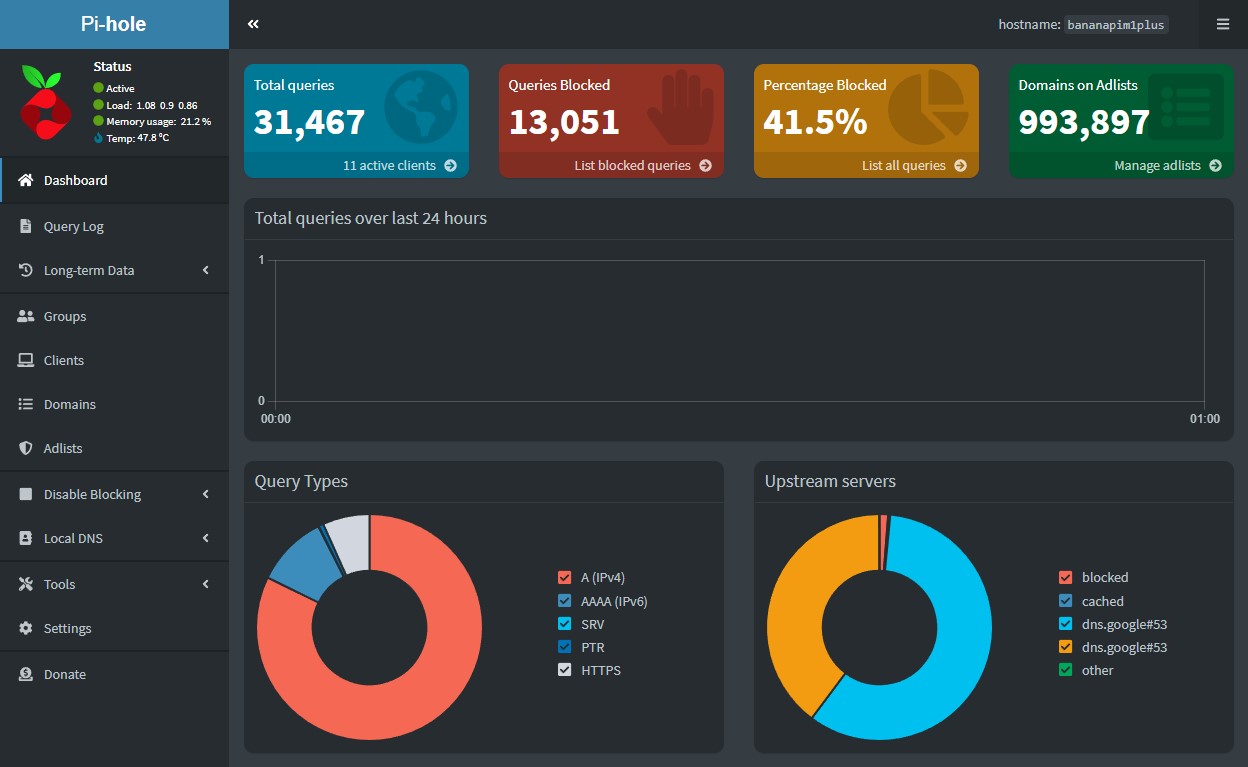 Pi-hole
hostname: bananapim1plus
Status
Active
Load: 1.08 0.9 0.86
Memory usage: 21.2 %
Temp: 47.8 °C
Dashboard
Query Log
Long-term Data
Groups
Clients
Domains
Adlists
Disable Blocking
Local DNS
Tools
Settings
Donate
Total queries
31,467
11 active clients
Queries Blocked
13,051
List blocked queries
Percentage Blocked
41.5%
List all queries
Domains on Adlists
993,897
Manage adlists
Total queries over last 24 hours
1
0
00:00 01:00
Query Types
A (IPv4)
AAAA (IPv6)
SRV
PTR
HTTPS
Upstream servers
blocked
cached
dns.google#53
dns.google#53
other